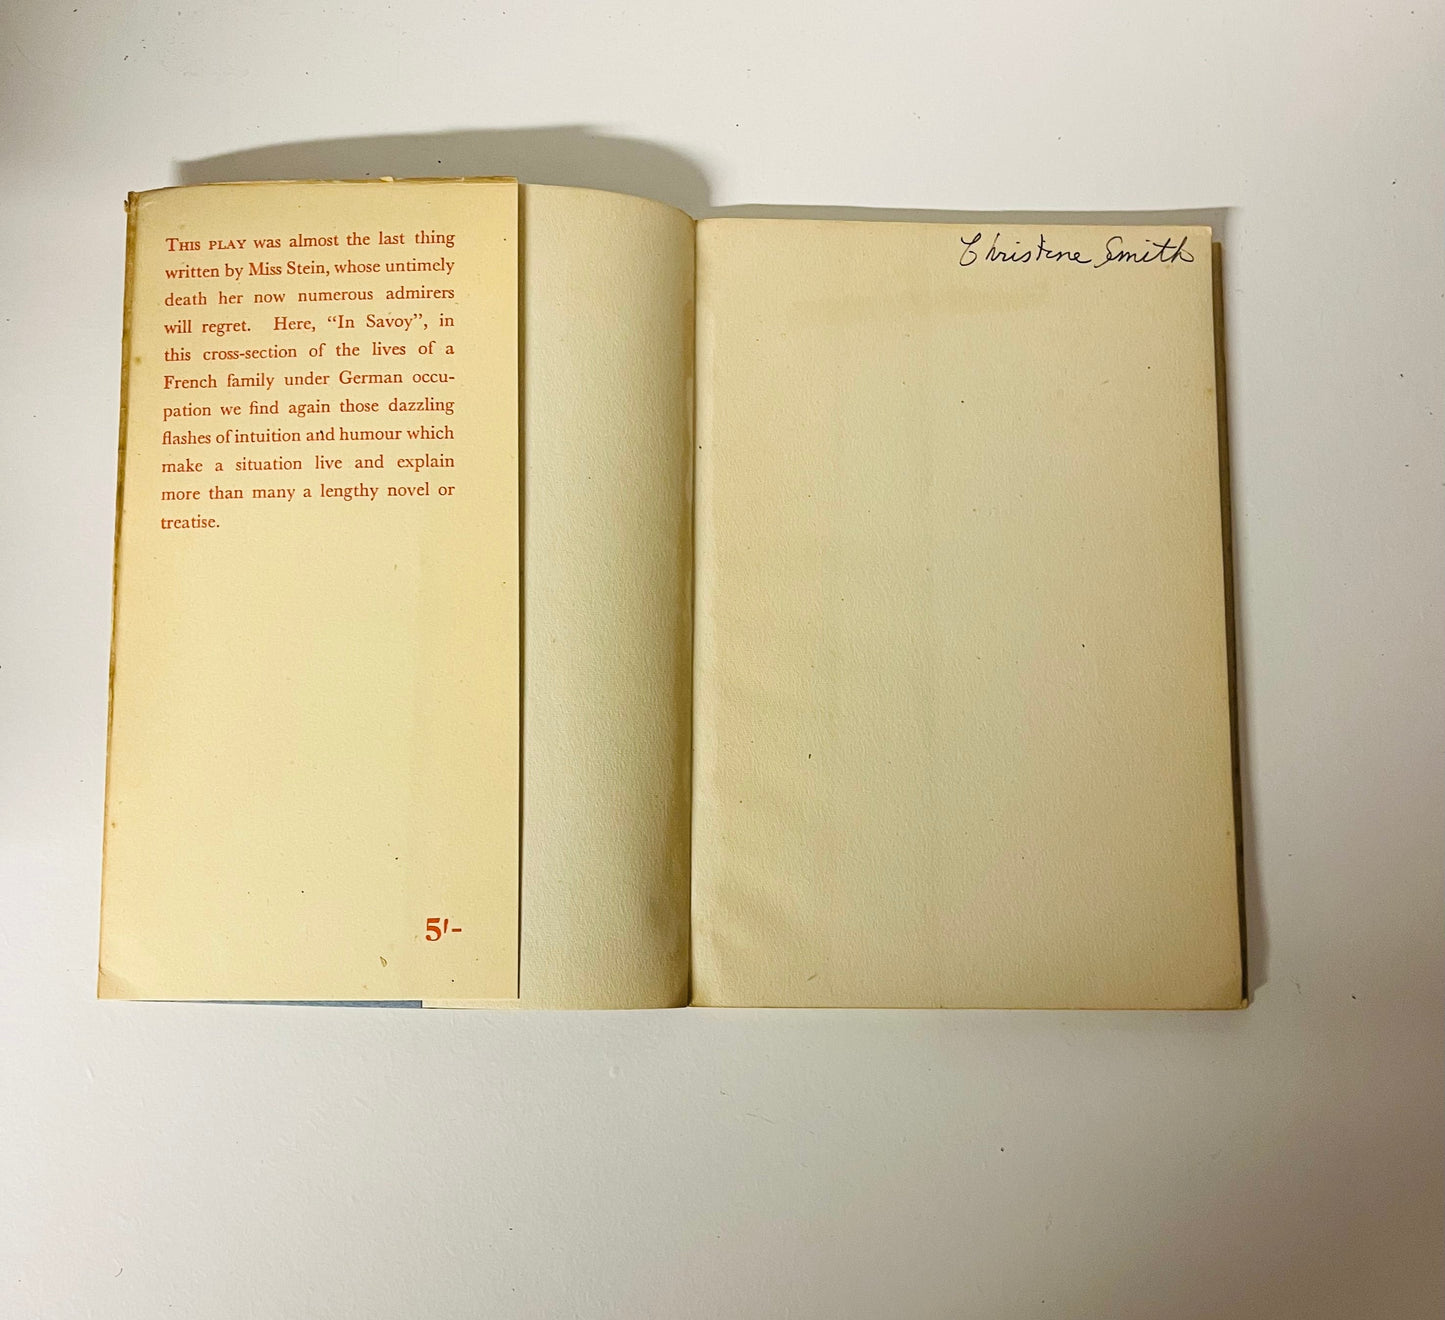 THIS PLAY was almost the last thing
written by Miss Stein, whose untimely
death her now numerous admirers
will regret. Here, “In Savoy”, in
this cross-section of the lives of a
French family under German occu-
pation we find again those dazzling
flashes of intuition and humour which
make a situation live and explain
more than many a lengthy novel or
treatise.
5/-
Christine Smith